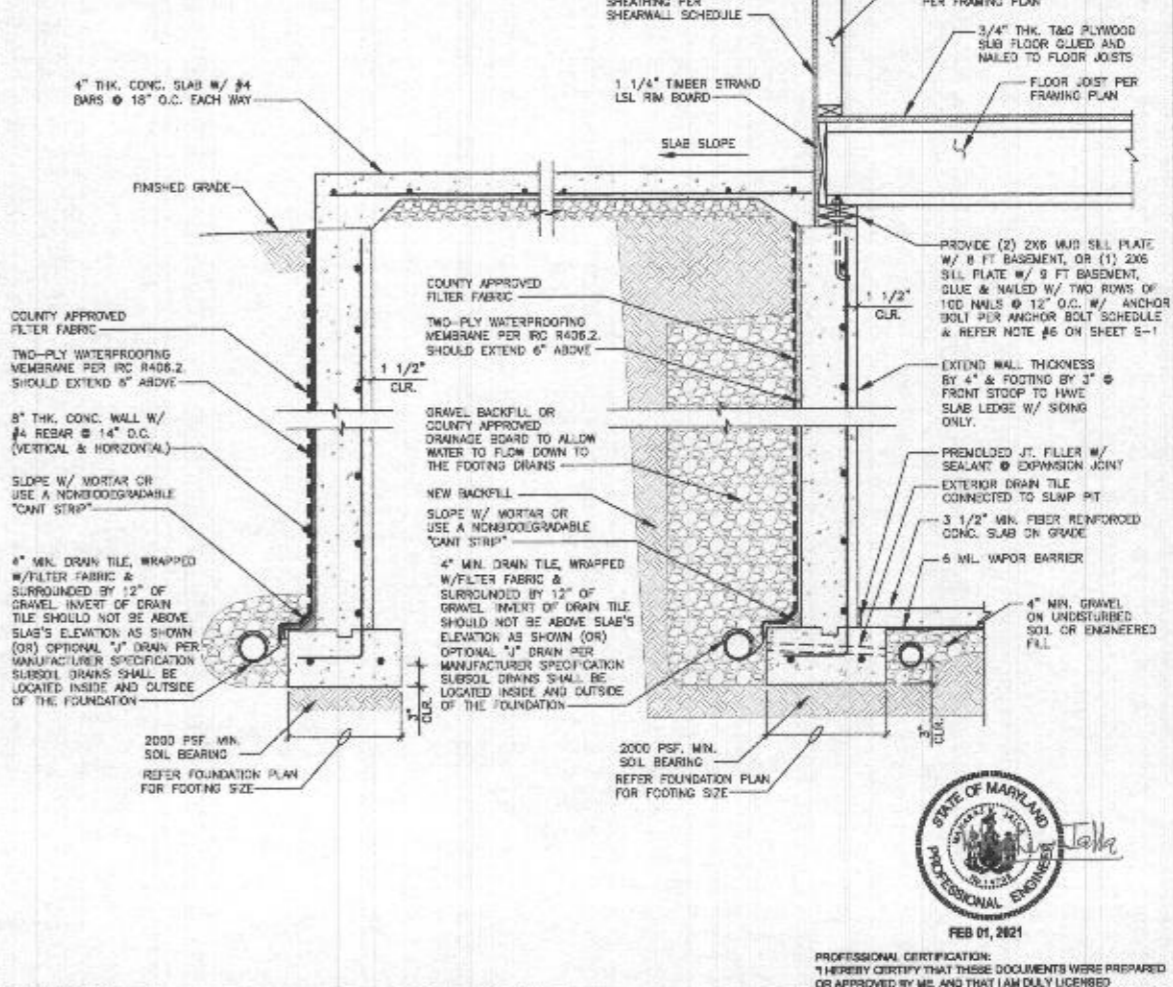 SHEATHING PER
SHEARWALL SCHEDULE
PER FRAMING PLAN
3/4" THK. T&G PLYWOOD
SUB FLOOR GLUED AND
NAILED TO FLOOR JOISTS
FLOOR JOIST PER
FRAMING PLAN
4" THK. CONC. SLAB W/ #4
BARS @ 18" O.C. EACH WAY
1 1/4" TIMBER STRAND
LSL RIM BOARD
SLAB SLOPE
FINISHED GRADE
PROVIDE (2) 2X6 MUD SILL PLATE
W/ 8 FT BASEMENT, OR (1) 2X6
SILL PLATE W/ 9 FT BASEMENT,
GLUE & NAILED W/ TWO ROWS OF
10D NAILS @ 12" O.C. W/ ANCHOR
BOLT PER ANCHOR BOLT SCHEDULE
& REFER NOTE #6 ON SHEET S-1
1 1/2"
CLR.
COUNTY APPROVED
FILTER FABRIC
TWO-PLY WATERPROOFING
MEMBRANE PER IRC R406.2.
SHOULD EXTEND 6" ABOVE
COUNTY APPROVED
FILTER FABRIC
TWO-PLY WATERPROOFING
MEMBRANE PER IRC R406.2.
SHOULD EXTEND 6" ABOVE
1 1/2"
CLR.
8" THK. CONC. WALL W/
#4 REBAR @ 14" O.C.
(VERTICAL & HORIZONTAL)
SLOPE W/ MORTAR OR
USE A NONBIODEGRADABLE
"CANT STRIP"
4" MIN. DRAIN TILE, WRAPPED
W/FILTER FABRIC &
SURROUNDED BY 12" OF
GRAVEL. INVERT OF DRAIN
TILE SHOULD NOT BE ABOVE
SLAB'S ELEVATION AS SHOWN
(OR) OPTIONAL "J" DRAIN PER
MANUFACTURER SPECIFICATION
SUBSOIL DRAINS SHALL BE
LOCATED INSIDE AND OUTSIDE
OF THE FOUNDATION
GRAVEL BACKFILL OR
COUNTY APPROVED
DRAINAGE BOARD TO ALLOW
WATER TO FLOW DOWN TO
THE FOOTING DRAINS
NEW BACKFILL
SLOPE W/ MORTAR OR
USE A NONBIODEGRADABLE
"CANT STRIP"
4" MIN. DRAIN TILE, WRAPPED
W/FILTER FABRIC &
SURROUNDED BY 12" OF
GRAVEL. INVERT OF DRAIN TILE
SHOULD NOT BE ABOVE SLAB'S
ELEVATION AS SHOWN (OR)
OPTIONAL "J" DRAIN PER
MANUFACTURER SPECIFICATION
SUBSOIL DRAINS SHALL BE
LOCATED INSIDE AND OUTSIDE
OF THE FOUNDATION
EXTEND WALL THICKNESS
BY 4" & FOOTING BY 3" @
FRONT STOOP TO HAVE
SLAB LEDGE W/ SIDING
ONLY.
PREMOLDED JT. FILLER W/
SEALANT @ EXPANSION JOINT
EXTERIOR DRAIN TILE
CONNECTED TO SUMP PIT
3 1/2" MIN. FIBER REINFORCED
CONC. SLAB ON GRADE
6 MIL. VAPOR BARRIER
4" MIN. GRAVEL
ON UNDISTURBED
SOIL OR ENGINEERED
FILL
3"
CLR.
3"
CLR.
2000 PSF. MIN.
SOIL BEARING
REFER FOUNDATION PLAN
FOR FOOTING SIZE
2000 PSF. MIN.
SOIL BEARING
REFER FOUNDATION PLAN
FOR FOOTING SIZE
STATE OF MARYLAND
PROFESSIONAL ENGINEER
Jalla
FEB 01, 2021
PROFESSIONAL CERTIFICATION:
"I HEREBY CERTIFY THAT THESE DOCUMENTS WERE PREPARED
OR APPROVED BY ME, AND THAT I AM DULY LICENSED